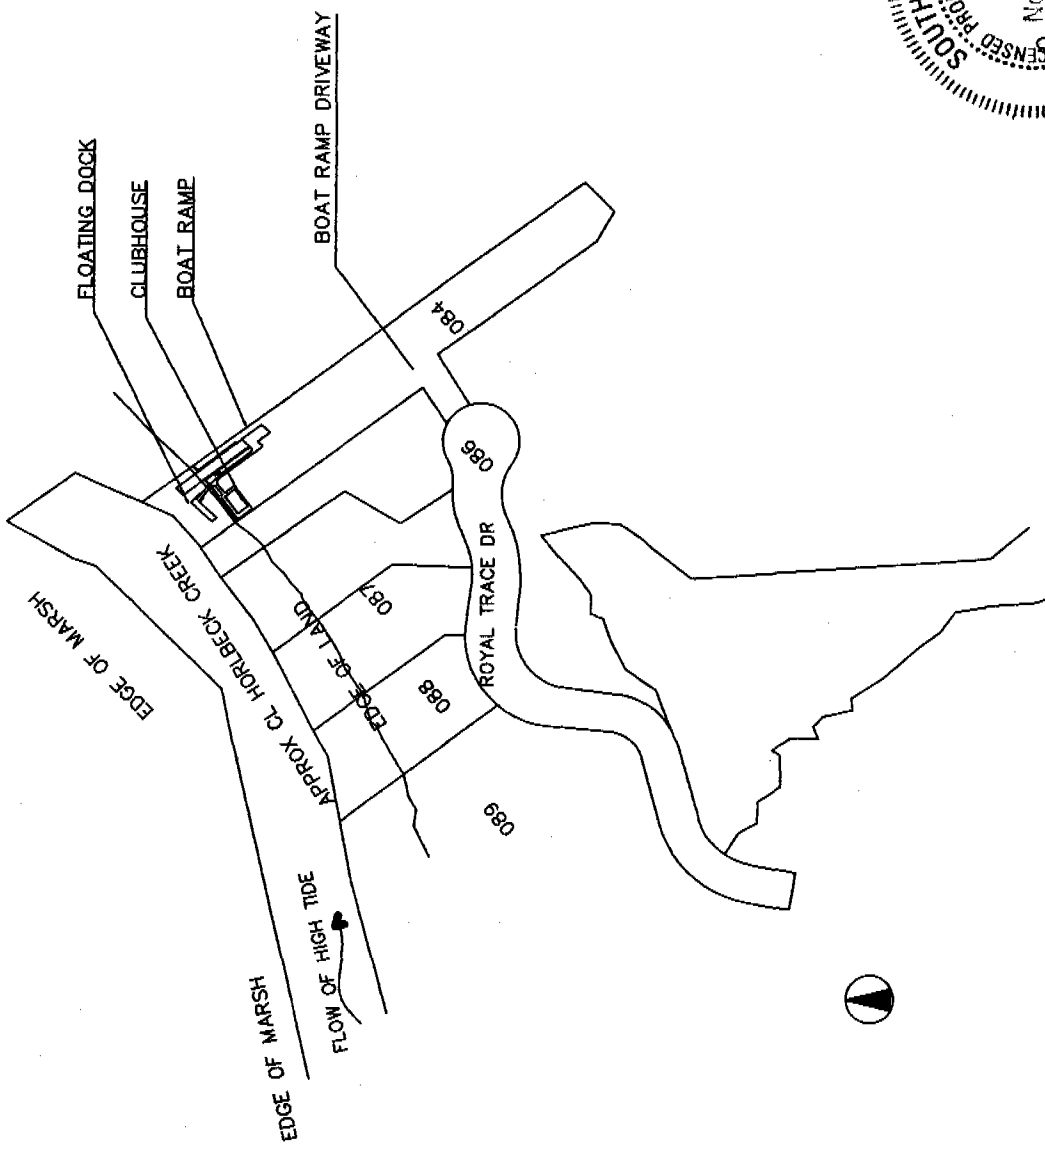 FLOATING DOCK
CLUBHOUSE
BOAT RAMP
BOAT RAMP DRIVEWAY
084
086
EDGE OF MARSH
APPROX CL HORLBECK CREEK
EDGE OF LAND
087
088
089
ROYAL TRACE DR
FLOW OF HIGH TIDE
EDGE OF MARSH
SOUTH